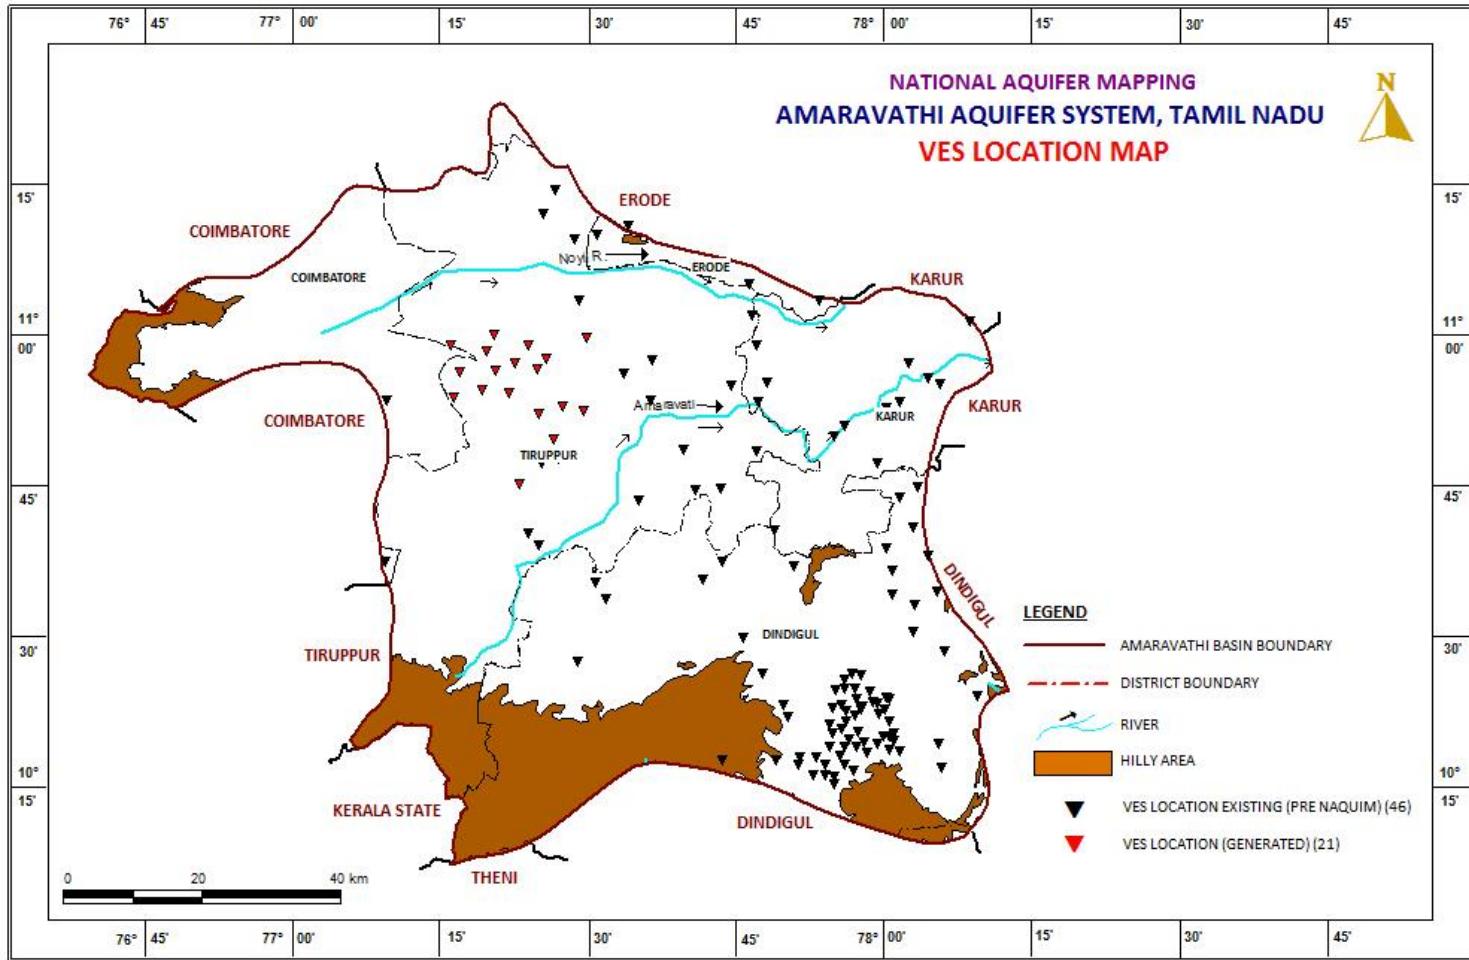 76° 45' 77° 00' 15' 30' 45' 78° 00' 15' 30' 45'
NATIONAL AQUIFER MAPPING
AMARAVATHI AQUIFER SYSTEM, TAMIL NADU
VES LOCATION MAP
N
15' 15'
ERODE
COIMBATORE
Noyil R.
ERODE
COIMBATORE
KARUR
11° 00' 11° 00'
Amaravati
KARUR
KARUR
COIMBATORE
TIRUPPUR
45' 45'
DINDIGUL
LEGEND
DINDIGUL
30' 30'
TIRUPPUR
AMARAVATHI BASIN BOUNDARY
DISTRICT BOUNDARY
RIVER
HILLY AREA
10° 15' 10° 15'
KERALA STATE
DINDIGUL
VES LOCATION EXISTING (PRE NAQUIM) (46)
VES LOCATION (GENERATED) (21)
THENI
0 20 40 km
76° 45' 77° 00' 15' 30' 45' 78° 00' 15' 30' 45'